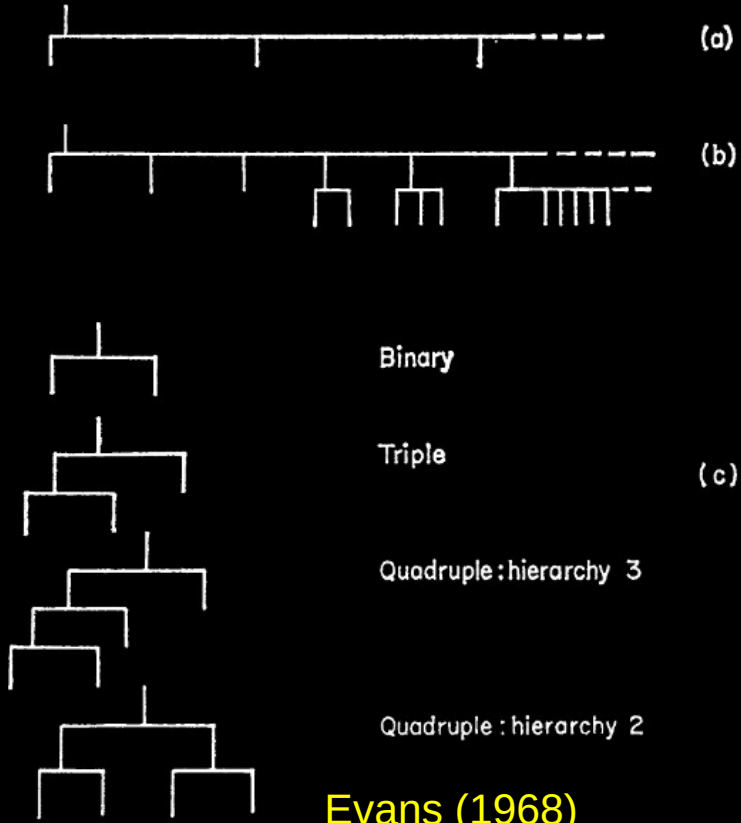 (a)
(b)
Binary
Triple
(c)
Quadruple:hierarchy 3
Quadruple:hierarchy 2
Evans (1968)